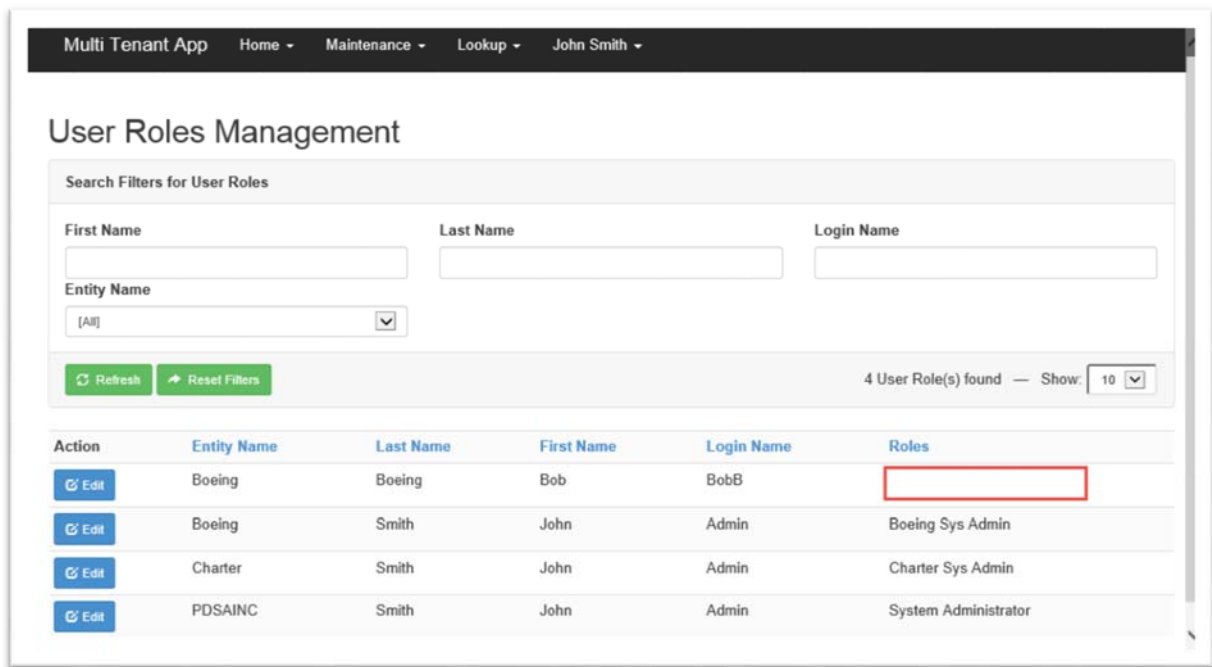 Multi Tenant App Home Maintenance Lookup John Smith
User Roles Management
Search Filters for User Roles
First Name Last Name Login Name
Entity Name
[All]
Refresh Reset Filters 4 User Role(s) found — Show: 10
Action Entity Name Last Name First Name Login Name Roles
Edit Boeing Boeing Bob BobB
Edit Boeing Smith John Admin Boeing Sys Admin
Edit Charter Smith John Admin Charter Sys Admin
Edit PDSAINC Smith John Admin System Administrator